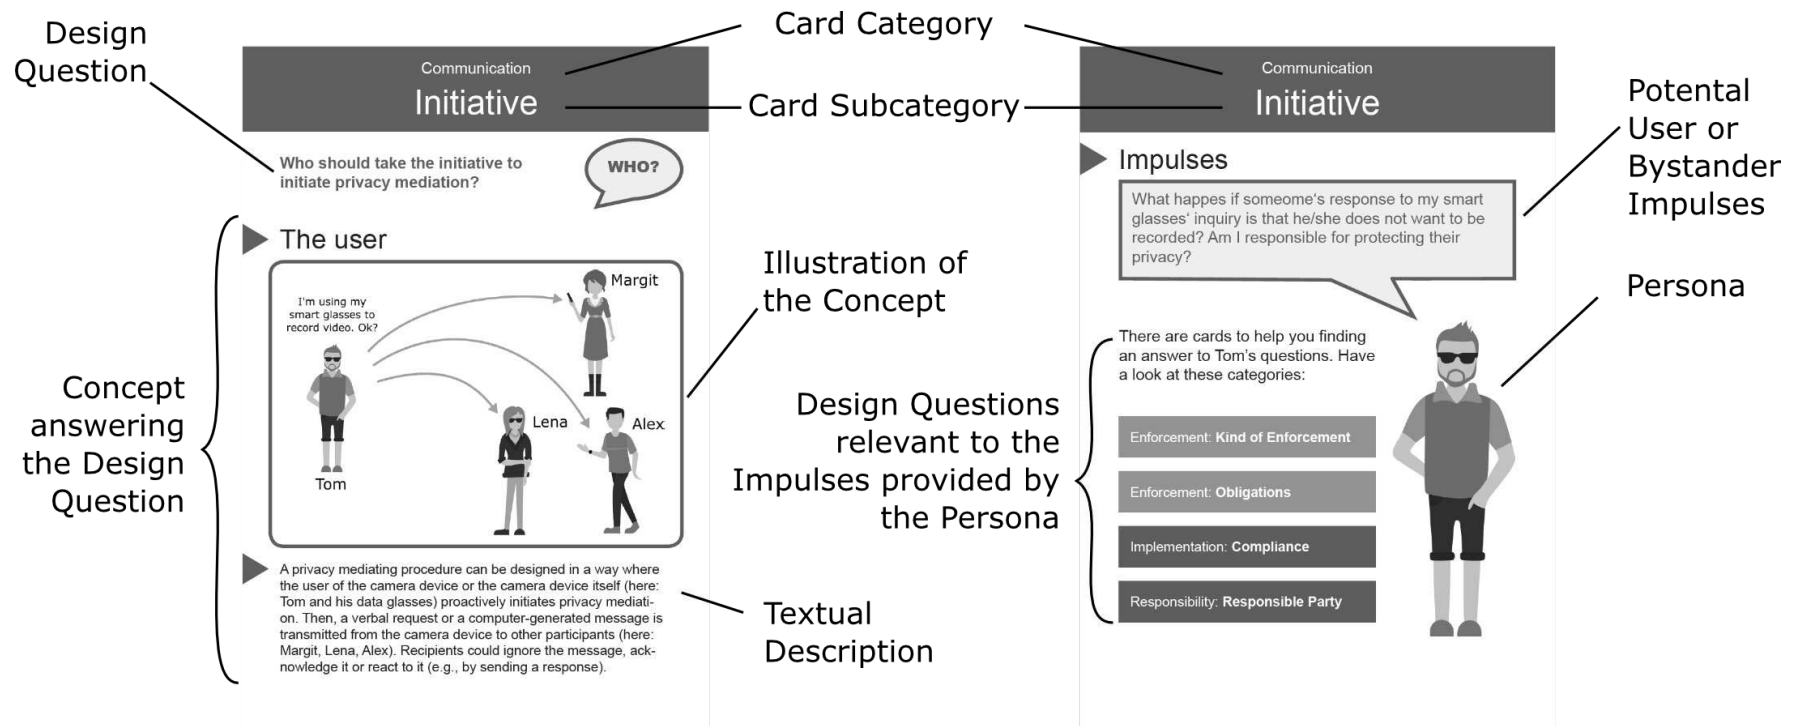 Design
Question
Card Category
Card Subcategory
Communication
Initiative
Who should take the initiative to
initiate privacy mediation?
WHO?
The user
I'm using my
smart glasses to
record video. Ok?
Margit
Lena
Alex
Tom
Concept
answering
the Design
Question
Illustration of
the Concept
A privacy mediating procedure can be designed in a way where
the user of the camera device or the camera device itself (here:
Tom and his data glasses) proactively initiates privacy mediati-
on. Then, a verbal request or a computer-generated message is
transmitted from the camera device to other participants (here:
Margit, Lena, Alex). Recipients could ignore the message, ack-
nowledge it or react to it (e.g., by sending a response).
Textual
Description
Communication
Initiative
Impulses
What happes if someone‘s response to my smart
glasses‘ inquiry is that he/she does not want to be
recorded? Am I responsible for protecting their
privacy?
Potential
User or
Bystander
Impulses
Persona
There are cards to help you finding
an answer to Tom’s questions. Have
a look at these categories:
Design Questions
relevant to the
Impulses provided by
the Persona
Enforcement: Kind of Enforcement
Enforcement: Obligations
Implementation: Compliance
Responsibility: Responsible Party